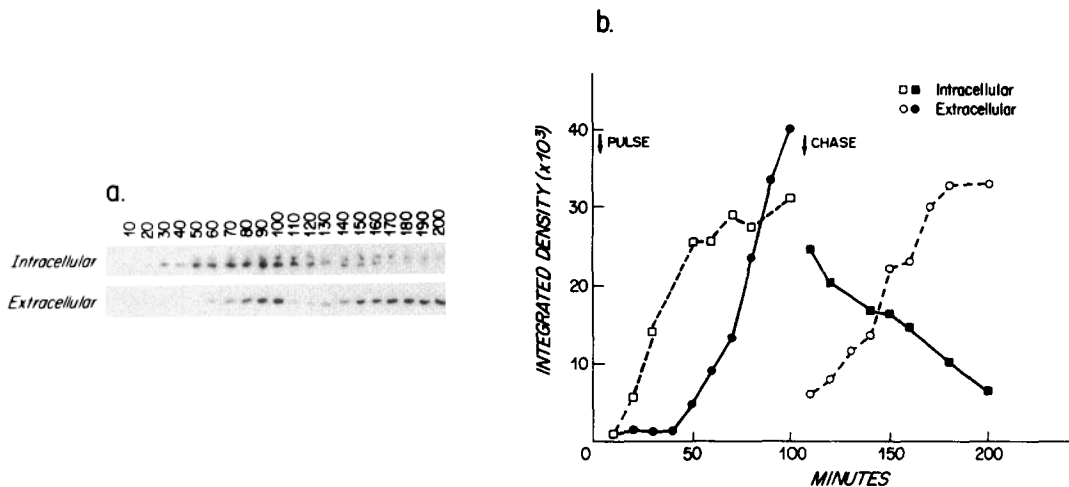 a.
10 20 30 40 50 60 70 80 90 100 110 120 130 140 150 160 170 180 190 200
Intracellular
Extracellular
b.
INTEGRATED DENSITY (x10³)
40
30
20
10
0
50
100
150
200
MINUTES
↓ PULSE
↓ CHASE
□ ■ Intracellular
○ ● Extracellular